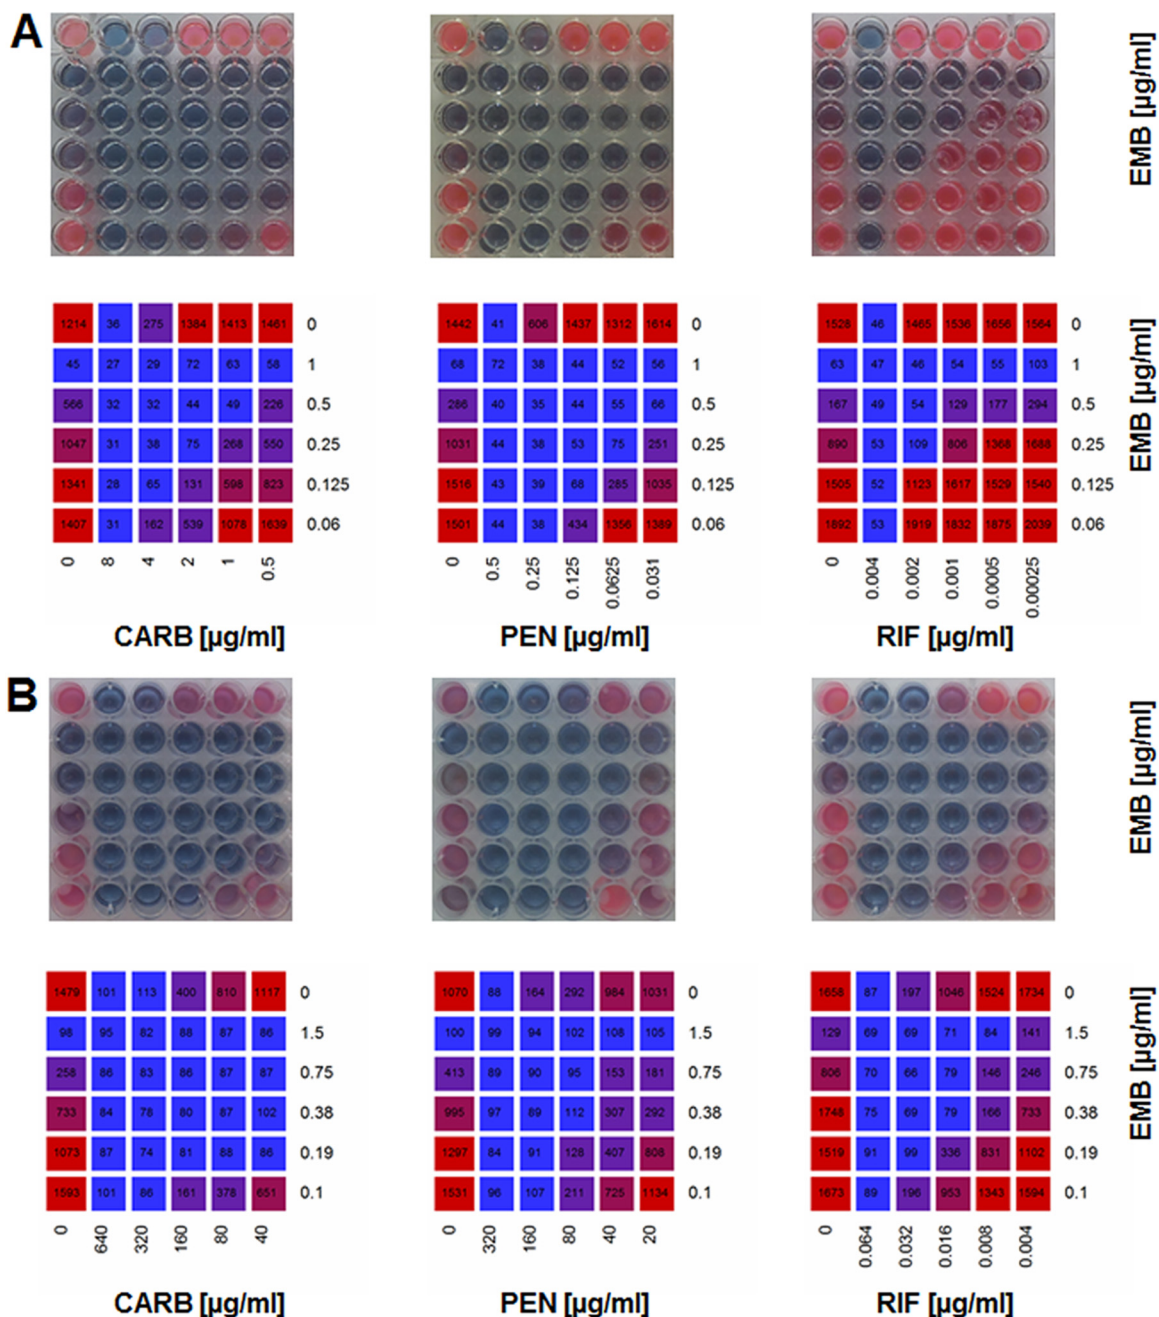 A
EMB [µg/ml]
1214 36 275 1384 1413 1461 0
45 27 29 72 63 58 1
566 32 32 44 49 226 0.5
1047 31 38 75 268 550 0.25
1341 28 65 131 598 823 0.125
1407 31 162 539 1078 1639 0.06
0 8 4 2 1 0.5
CARB [µg/ml]
1442 41 606 1437 1312 1614 0
68 72 38 44 52 56 1
286 40 35 44 55 66 0.5
1031 44 38 53 75 251 0.25
1516 43 39 68 285 1035 0.125
1501 44 38 434 1356 1389 0.06
0 0.5 0.25 0.125 0.0625 0.031
PEN [µg/ml]
1528 46 1465 1536 1656 1564 0
63 47 46 54 55 103 1
167 49 54 129 177 294 0.5
890 53 109 806 1368 1688 0.25
1505 52 1123 1617 1529 1540 0.125
1892 53 1919 1832 1875 2039 0.06
0 0.004 0.002 0.001 0.0005 0.00025
RIF [µg/ml]
EMB [µg/ml]
B
EMB [µg/ml]
1479 101 113 400 810 1117 0
98 95 82 88 87 86 1.5
258 86 83 86 87 87 0.75
733 84 78 80 87 102 0.38
1073 87 74 81 88 86 0.19
1593 101 86 161 378 651 0.1
0 640 320 160 80 40
CARB [µg/ml]
1070 88 164 292 984 1031 0
100 99 94 102 108 105 1.5
413 89 90 95 153 181 0.75
995 97 89 112 307 292 0.38
1297 84 91 128 407 808 0.19
1531 96 107 211 725 1134 0.1
0 320 160 80 40 20
PEN [µg/ml]
1658 87 197 1046 1524 1734 0
129 69 69 71 84 141 1.5
806 70 66 79 146 246 0.75
1748 75 69 79 166 733 0.38
1519 91 99 336 831 1102 0.19
1673 89 196 953 1343 1594 0.1
0 0.064 0.032 0.016 0.008 0.004
RIF [µg/ml]
EMB [µg/ml]